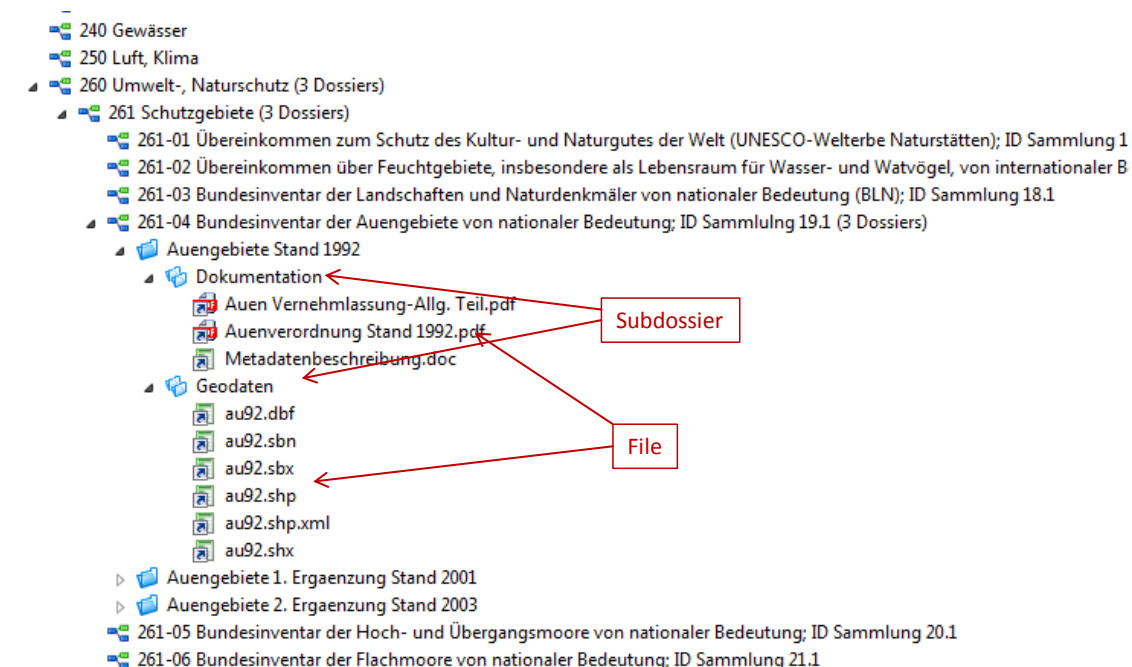 240 Gewässer
250 Luft, Klima
260 Umwelt-, Naturschutz (3 Dossiers)
261 Schutzgebiete (3 Dossiers)
261-01 Übereinkommen zum Schutz des Kultur- und Naturgutes der Welt (UNESCO-Welterbe Naturstätten); ID Sammlung 1
261-02 Übereinkommen über Feuchtgebiete, insbesondere als Lebensraum für Wasser- und Watvögel, von internationaler B
261-03 Bundesinventar der Landschaften und Naturdenkmäler von nationaler Bedeutung (BLN); ID Sammlung 18.1
261-04 Bundesinventar der Auengebiete von nationaler Bedeutung; ID Sammlulng 19.1 (3 Dossiers)
Auengebiete Stand 1992
Dokumentation
Auen Vernehmlassung-Allg. Teil.pdf
Subdossier
Auenverordnung Stand 1992.pdf
Metadatenbeschreibung.doc
Geodaten
au92.dbf
au92.sbn
File
au92.sbx
au92.shp
au92.shp.xml
au92.shx
Auengebiete 1. Ergaenzung Stand 2001
Auengebiete 2. Ergaenzung Stand 2003
261-05 Bundesinventar der Hoch- und Übergangsmoore von nationaler Bedeutung; ID Sammlung 20.1
261-06 Bundesinventar der Flachmoore von nationaler Bedeutung; ID Sammlung 21.1